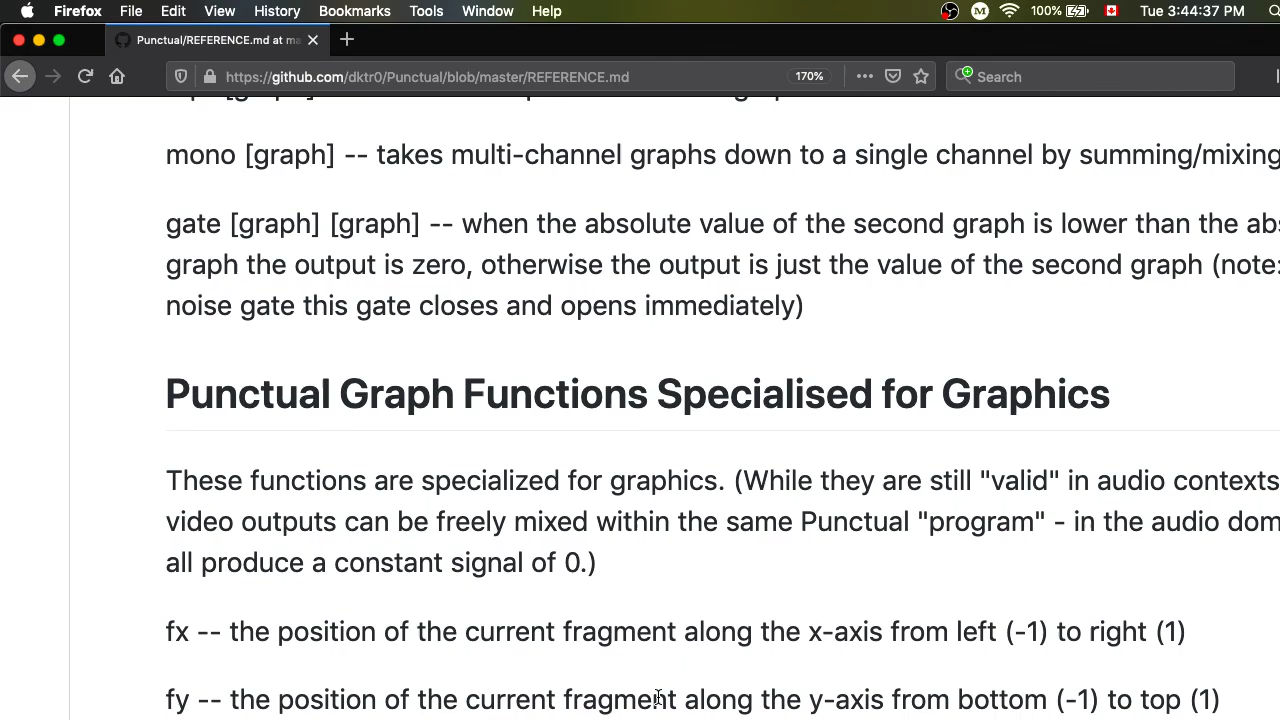 Firefox File Edit View History Bookmarks Tools Window Help M 100% Tue 3:44:37 PM
Punctual/REFERENCE.md at ma
https://github.com/dktr0/Punctual/blob/master/REFERENCE.md 170% Search
mono [graph] -- takes multi-channel graphs down to a single channel by summing/mixing
gate [graph] [graph] -- when the absolute value of the second graph is lower than the abs
graph the output is zero, otherwise the output is just the value of the second graph (note:
noise gate this gate closes and opens immediately)
Punctual Graph Functions Specialised for Graphics
These functions are specialized for graphics. (While they are still "valid" in audio contexts
video outputs can be freely mixed within the same Punctual "program" - in the audio dom
all produce a constant signal of 0.)
fx -- the position of the current fragment along the x-axis from left (-1) to right (1)
fy -- the position of the current fragment along the y-axis from bottom (-1) to top (1)